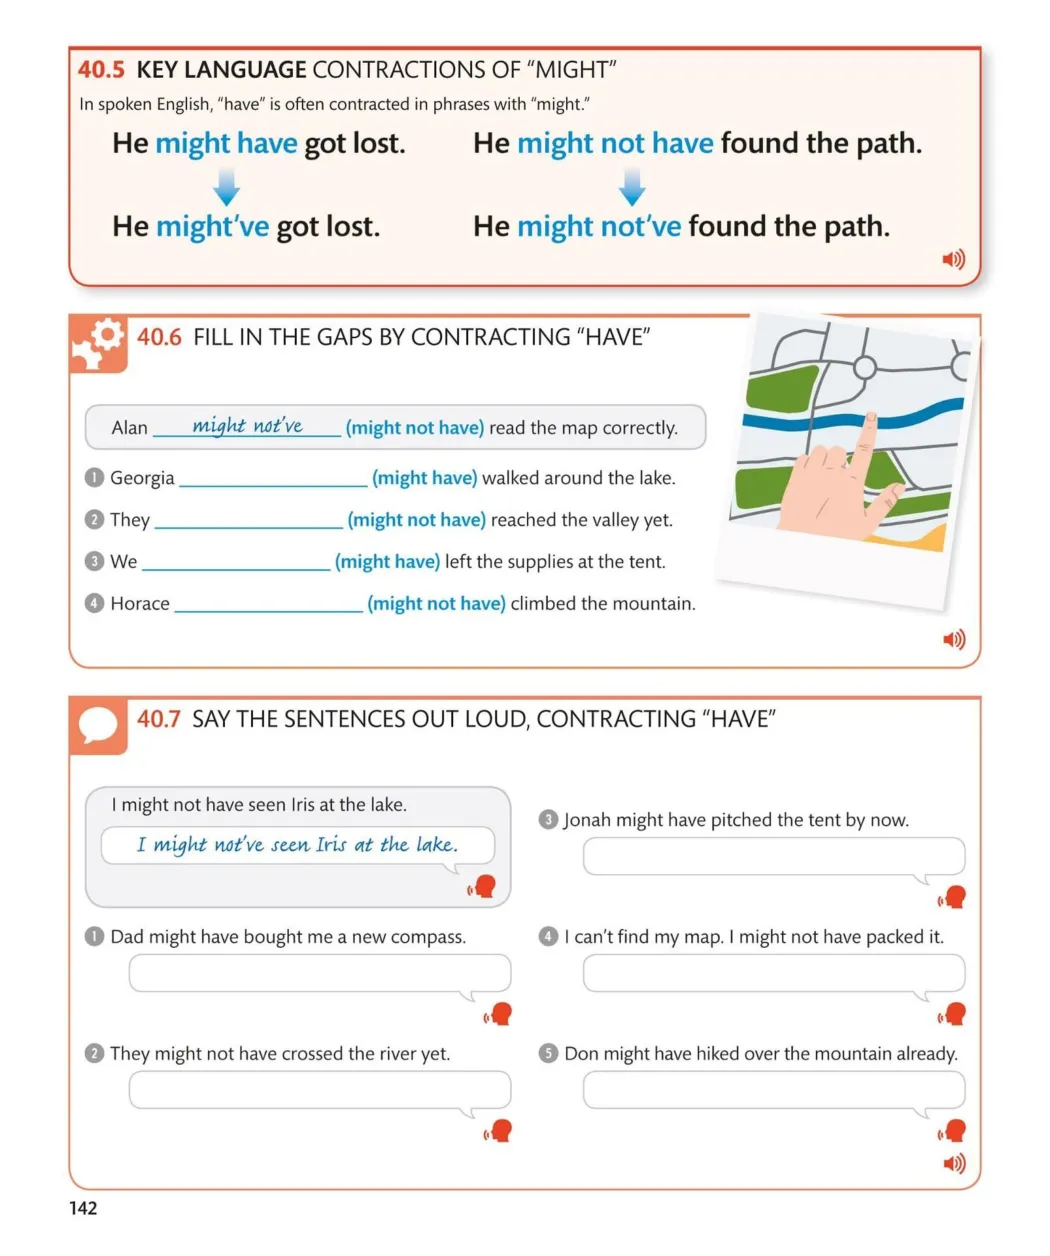 40.5 KEY LANGUAGE CONTRACTIONS OF “MIGHT”
In spoken English, “have” is often contracted in phrases with “might.”
He might have got lost.
He might not have found the path.
He might’ve got lost.
He might not’ve found the path.
40.6 FILL IN THE GAPS BY CONTRACTING “HAVE”
Alan might not’ve (might not have) read the map correctly.
1 Georgia ____________________ (might have) walked around the lake.
2 They ____________________ (might not have) reached the valley yet.
3 We ____________________ (might have) left the supplies at the tent.
4 Horace ____________________ (might not have) climbed the mountain.
40.7 SAY THE SENTENCES OUT LOUD, CONTRACTING “HAVE”
I might not have seen Iris at the lake.
I might not’ve seen Iris at the lake.
1 Dad might have bought me a new compass.
2 They might not have crossed the river yet.
3 Jonah might have pitched the tent by now.
4 I can’t find my map. I might not have packed it.
5 Don might have hiked over the mountain already.
142